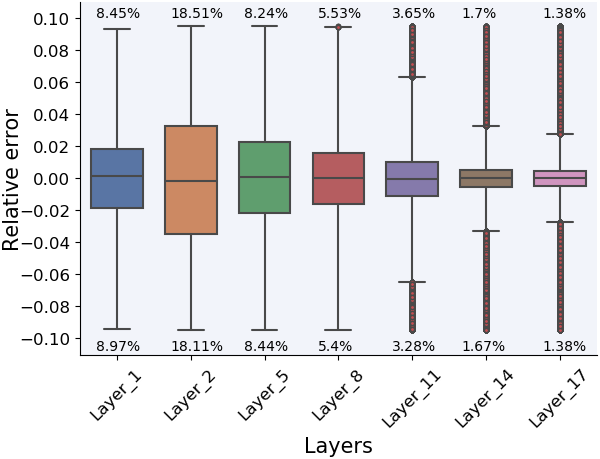 8.45% 18.51% 8.24% 5.53% 3.65% 1.7% 1.38%
0.10
0.08
0.06
0.04
0.02
0.00
−0.02
−0.04
−0.06
−0.08
−0.10
Relative error
8.97% 18.11% 8.44% 5.4% 3.28% 1.67% 1.38%
Layer_1 Layer_2 Layer_5 Layer_8 Layer_11 Layer_14 Layer_17
Layers